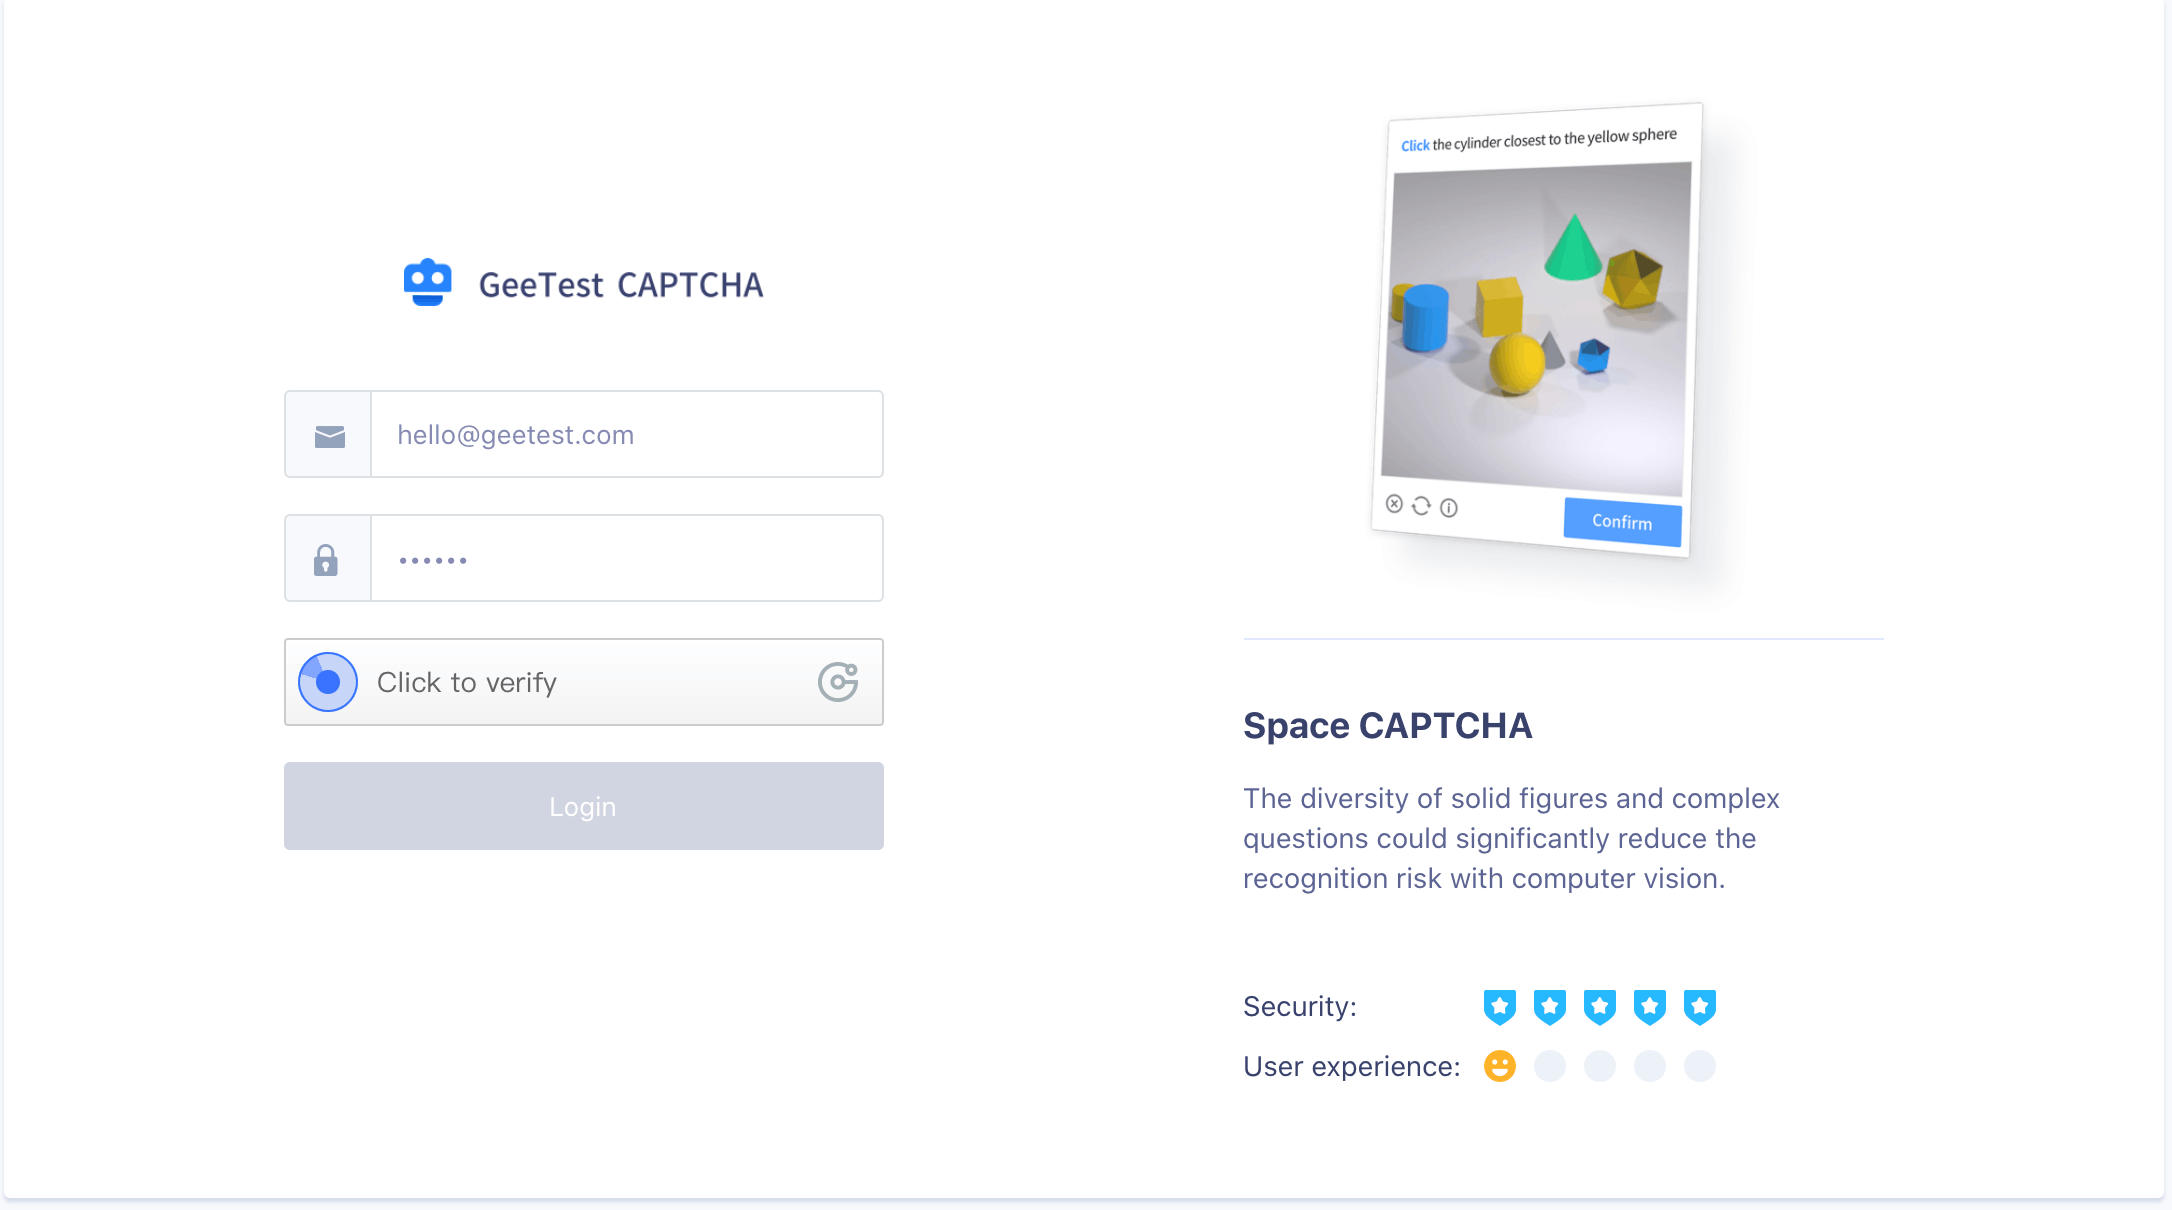 GeeTest CAPTCHA
hello@geetest.com
••••••
Click to verify
Login
Click the cylinder closest to the yellow sphere
Confirm
Space CAPTCHA
The diversity of solid figures and complex
questions could significantly reduce the
recognition risk with computer vision.
Security:
User experience: